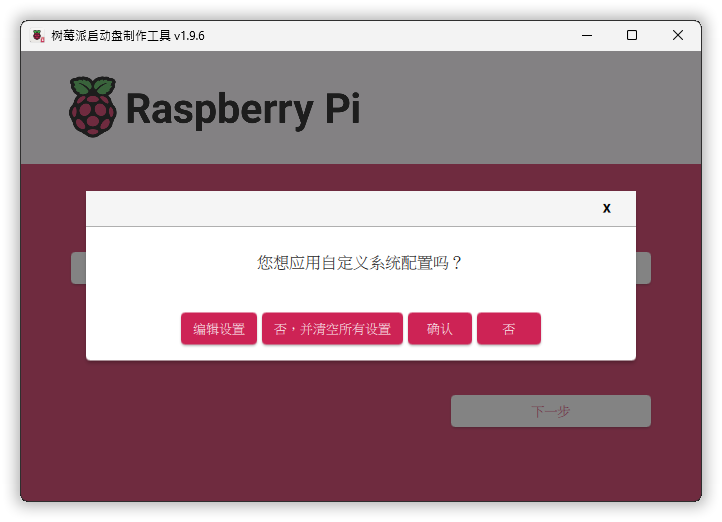 树莓派启动盘制作工具 v1.9.6
Raspberry Pi
x
您想应用自定义系统配置吗？
编辑设置
否，并清空所有设置
确认
否
下一步